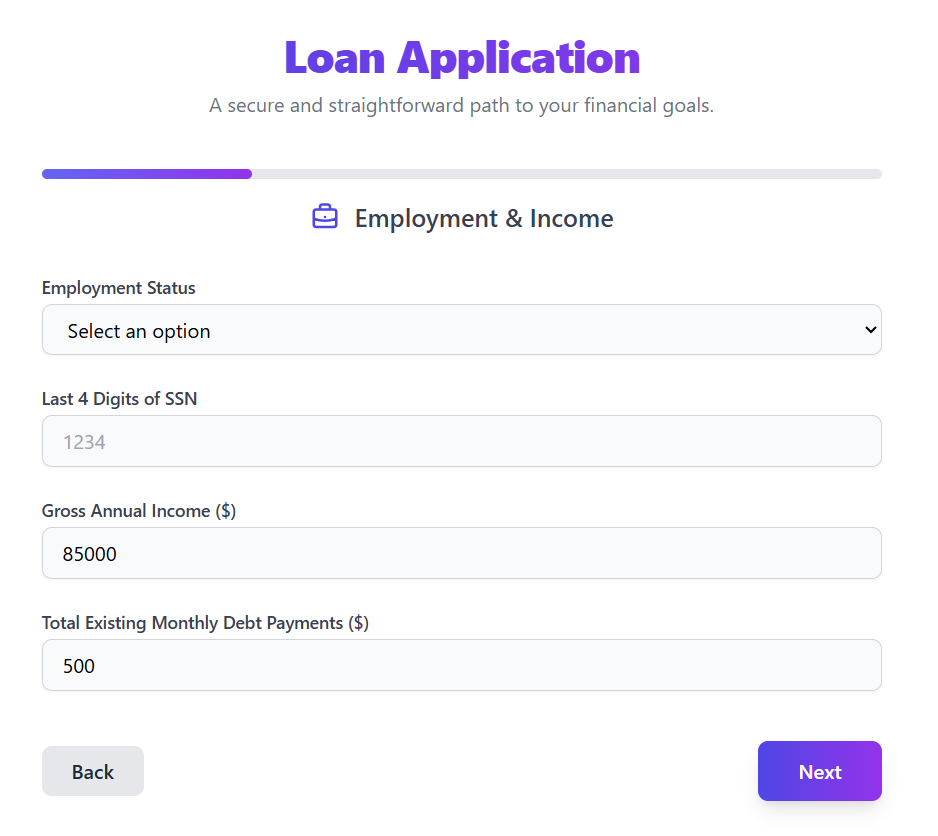 Loan Application
A secure and straightforward path to your financial goals.
Employment & Income
Employment Status
Select an option
Last 4 Digits of SSN
1234
Gross Annual Income ($)
85000
Total Existing Monthly Debt Payments ($)
500
Back
Next